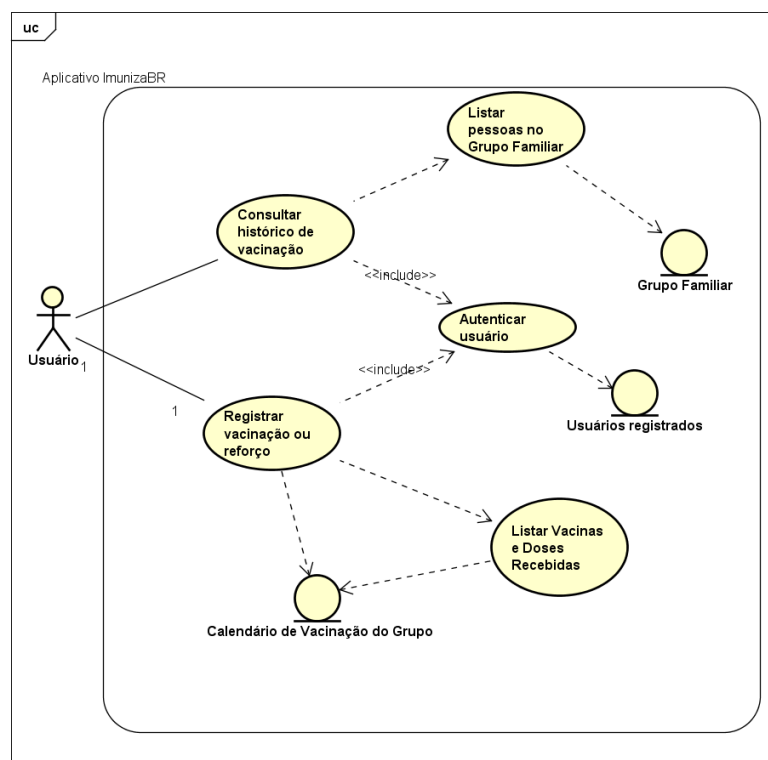 uc
Aplicativo ImunizaBR
Listar
pessoas no
Grupo Familiar
Consultar
histórico de
vacinação
Grupo Familiar
<<include>>
Autenticar
usuário
Usuário
1
<<include>>
Usuários registrados
1
Registrar
vacinação ou
reforço
Listar Vacinas
e Doses
Recebidas
Calendário de Vacinação do Grupo